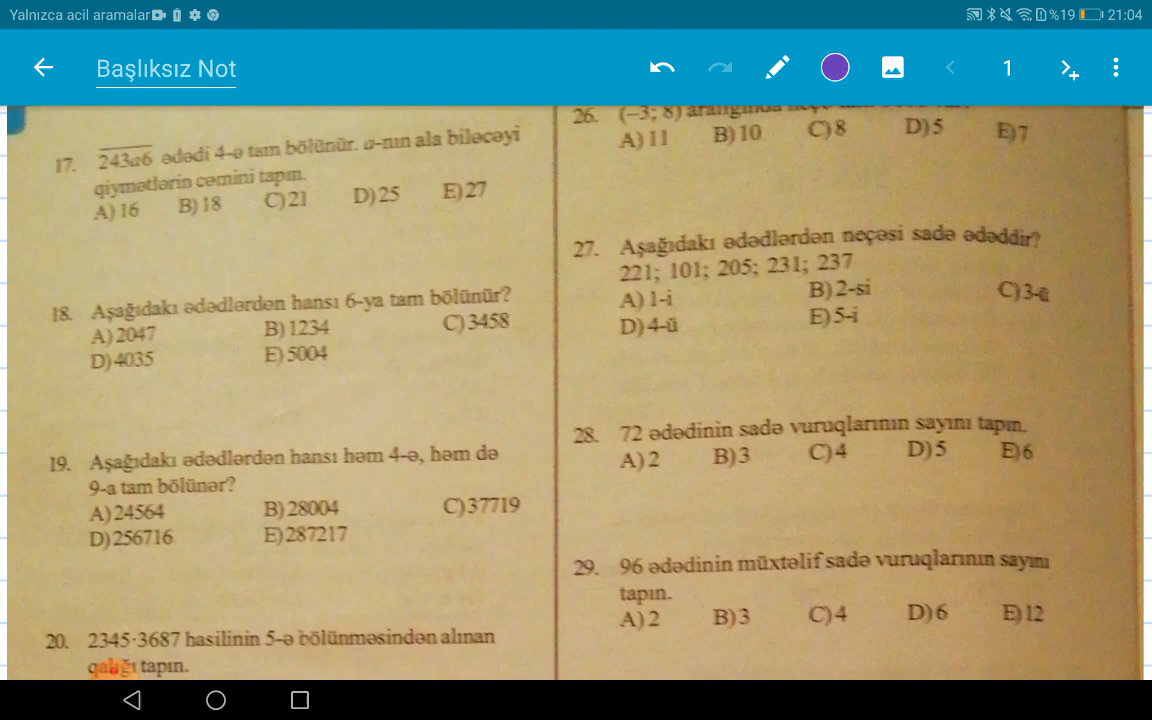 Yalnızca acil aramalar
%19 21:04
Başlıksız Not
1
17. 243a6 ədədi 4-ə tam bölünür. a-nın ala biləcəyi
qiymətlərin cəmini tapın.
A) 16 B) 18 C) 21 D) 25 E) 27
18. Aşağıdakı ədədlərdən hansı 6-ya tam bölünür?
A) 2047 B) 1234 C) 3458
D) 4035 E) 5004
19. Aşağıdakı ədədlərdən hansı həm 4-ə, həm də
9-a tam bölünər?
A) 24564 B) 28004 C) 37719
D) 256716 E) 287217
20. 2345·3687 hasilinin 5-ə bölünməsindən alınan
qalığı tapın.
26. (–3; 8) aralığında
A) 11 B) 10 C) 8 D) 5 E) 7
27. Aşağıdakı ədədlərdən neçəsi sadə ədəddir?
221; 101; 205; 231; 237
A) 1-i B) 2-si C) 3-ü
D) 4-ü E) 5-i
28. 72 ədədinin sadə vuruqlarının sayını tapın.
A) 2 B) 3 C) 4 D) 5 E) 6
29. 96 ədədinin müxtəlif sadə vuruqlarının sayını
tapın.
A) 2 B) 3 C) 4 D) 6 E) 12